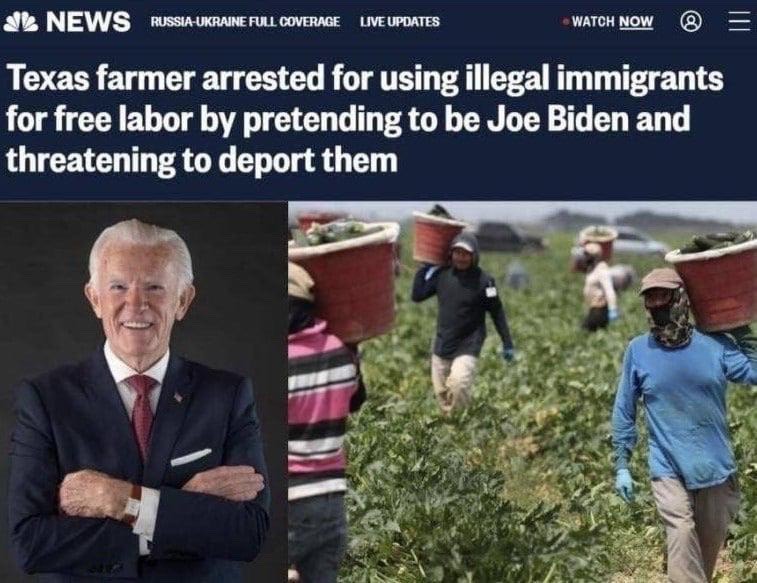 NEWS RUSSIA-UKRAINE FULL COVERAGE LIVE UPDATES WATCH NOW
Texas farmer arrested for using illegal immigrants
for free labor by pretending to be Joe Biden and
threatening to deport them